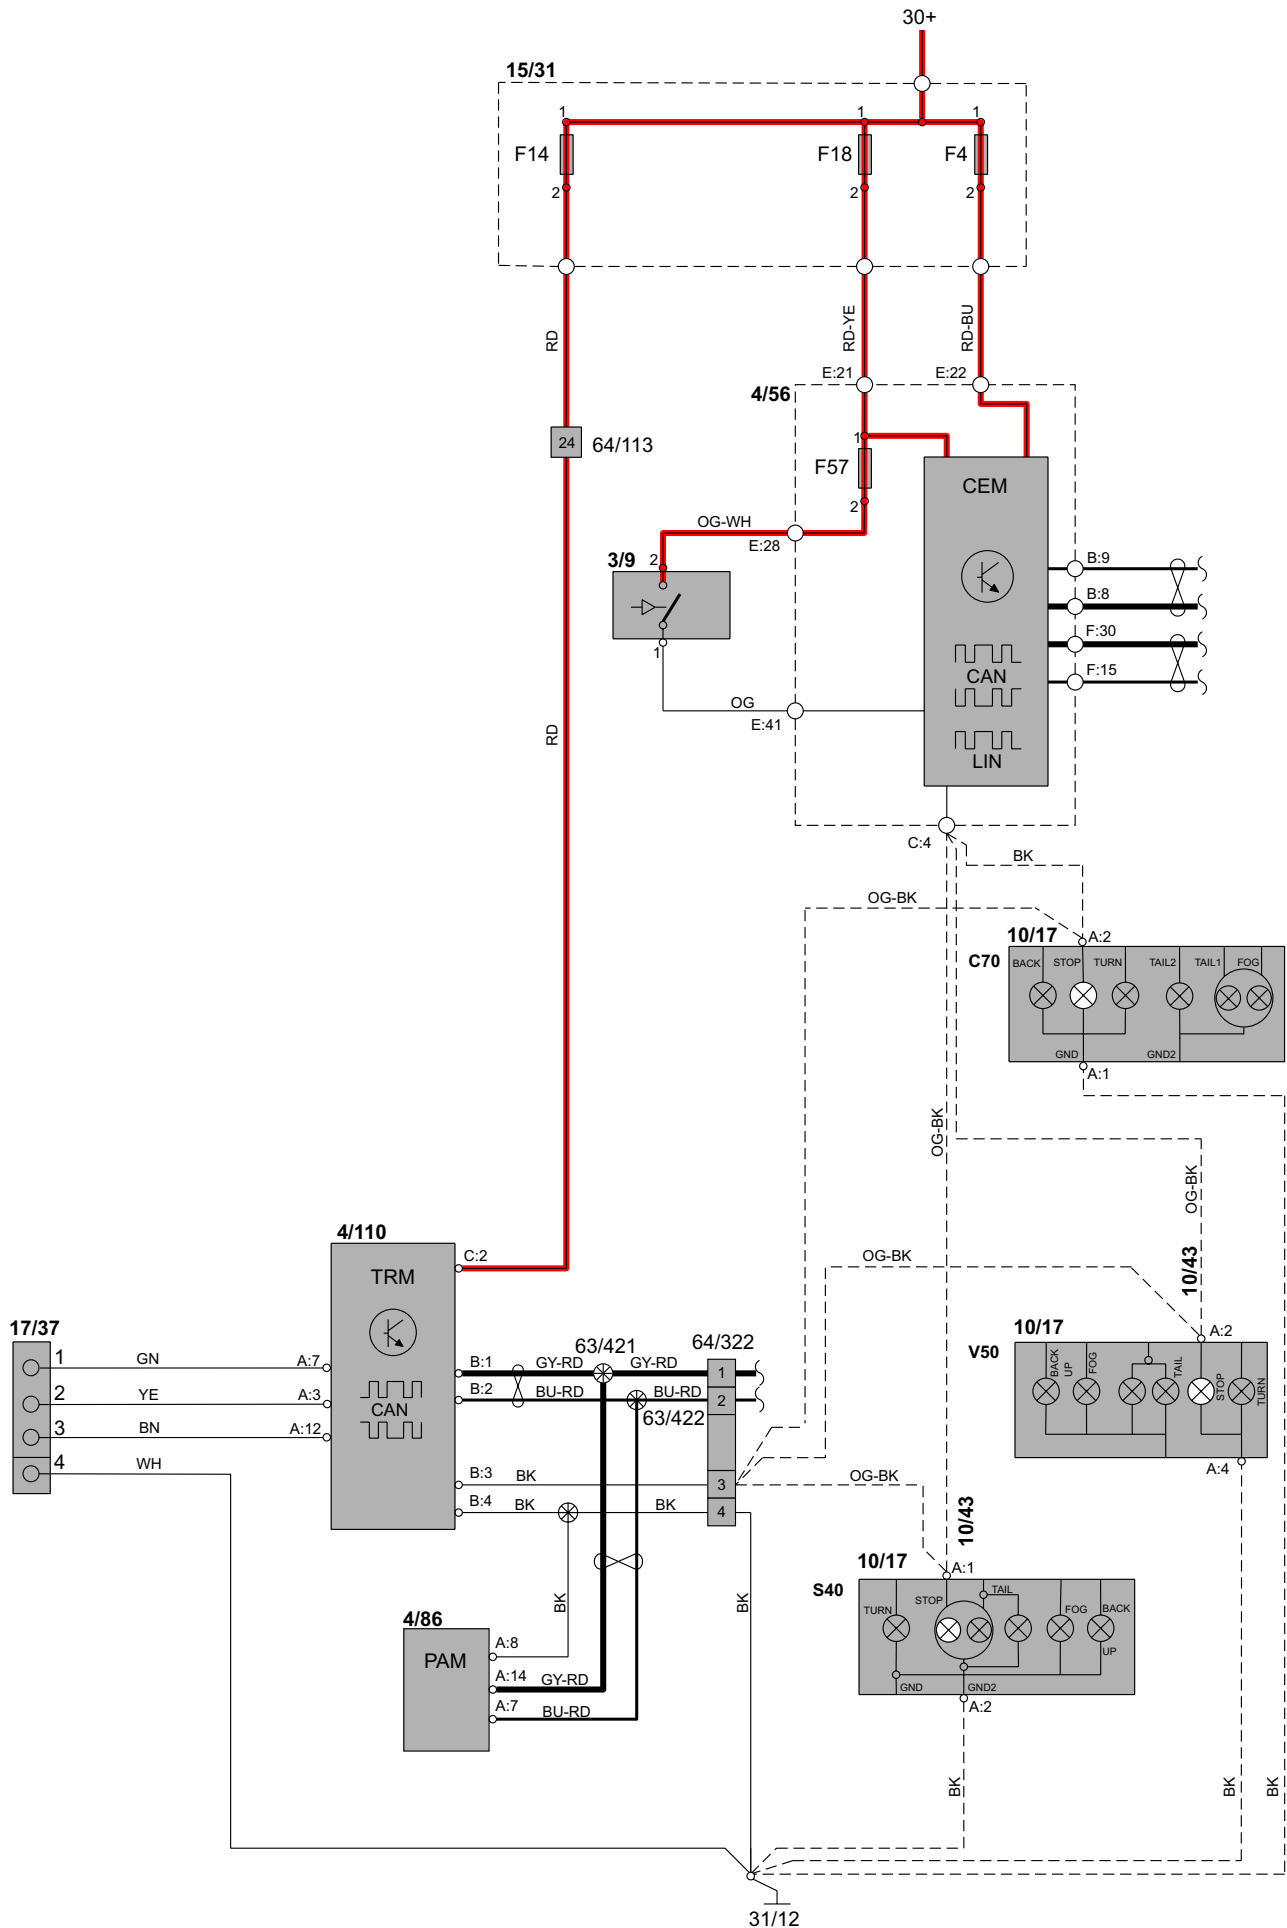 30+
15/31
1 1 1
F14 F18 F4
2 2 2
RD RD-YE RD-BU
E:21 E:22
4/56
24 64/113
1
F57
2
CEM
OG-WH
E:28
3/9 2
B:9
B:8
F:30
F:15
1
CAN
OG
E:41
LIN
RD
C:4
BK
OG-BK
10/17 A:2
C70
BACK STOP TURN TAIL2 TAIL1 FOG
GND GND2
A:1
OG-BK
OG-BK
4/110
C:2
TRM
OG-BK
10/43
17/37
10/17 A:2
V50
BACK UP FOG TAIL STOP TURN
A:4
1 GN A:7
2 YE A:3
3 BN A:12
4 WH
CAN
63/421 64/322
B:1 GY-RD GY-RD 1
B:2 BU-RD BU-RD 2
63/422
B:3 BK 3
B:4 BK BK 4
OG-BK
10/43
10/17 A:1
S40
TURN STOP TAIL FOG BACK UP
GND GND2
A:2
BK BK
4/86
PAM
A:8
A:14 GY-RD
A:7 BU-RD
BK BK BK
31/12